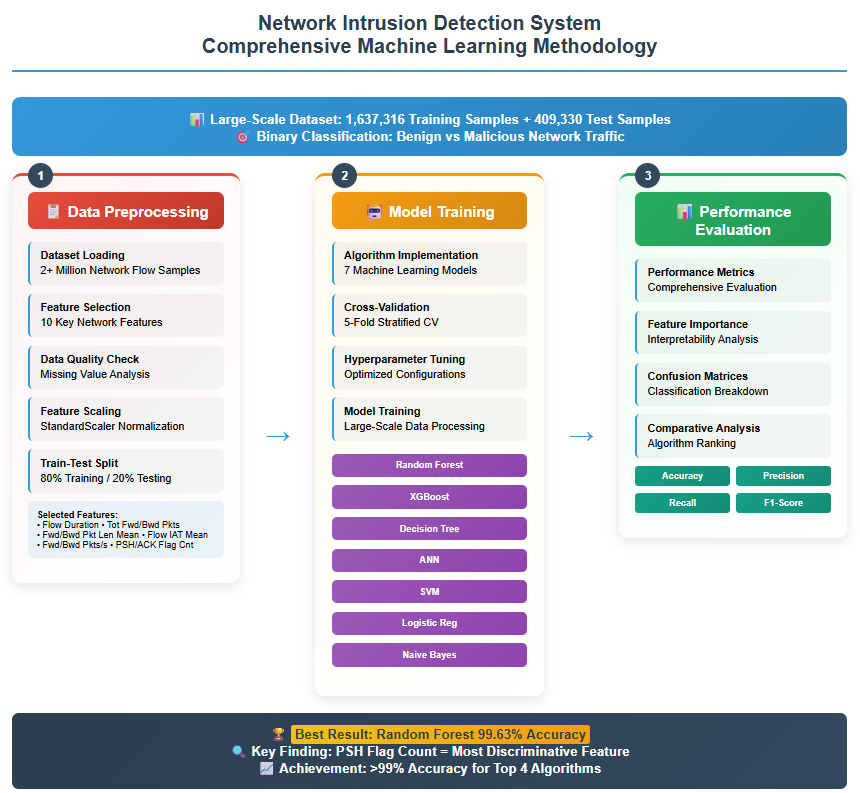 Network Intrusion Detection System
Comprehensive Machine Learning Methodology
📊 Large-Scale Dataset: 1,637,316 Training Samples + 409,330 Test Samples
🎯 Binary Classification: Benign vs Malicious Network Traffic
1
📋 Data Preprocessing
Dataset Loading
2+ Million Network Flow Samples
Feature Selection
10 Key Network Features
Data Quality Check
Missing Value Analysis
Feature Scaling
StandardScaler Normalization
Train-Test Split
80% Training / 20% Testing
Selected Features:
• Flow Duration • Tot Fwd/Bwd Pkts
• Fwd/Bwd Pkt Len Mean • Flow IAT Mean
• Fwd/Bwd Pkts/s • PSH/ACK Flag Cnt
→
2
🤖 Model Training
Algorithm Implementation
7 Machine Learning Models
Cross-Validation
5-Fold Stratified CV
Hyperparameter Tuning
Optimized Configurations
Model Training
Large-Scale Data Processing
Random Forest
XGBoost
Decision Tree
ANN
SVM
Logistic Reg
Naive Bayes
→
3
📊 Performance
Evaluation
Performance Metrics
Comprehensive Evaluation
Feature Importance
Interpretability Analysis
Confusion Matrices
Classification Breakdown
Comparative Analysis
Algorithm Ranking
Accuracy
Precision
Recall
F1-Score
🏆 Best Result: Random Forest 99.63% Accuracy
🔍 Key Finding: PSH Flag Count = Most Discriminative Feature
📈 Achievement: >99% Accuracy for Top 4 Algorithms